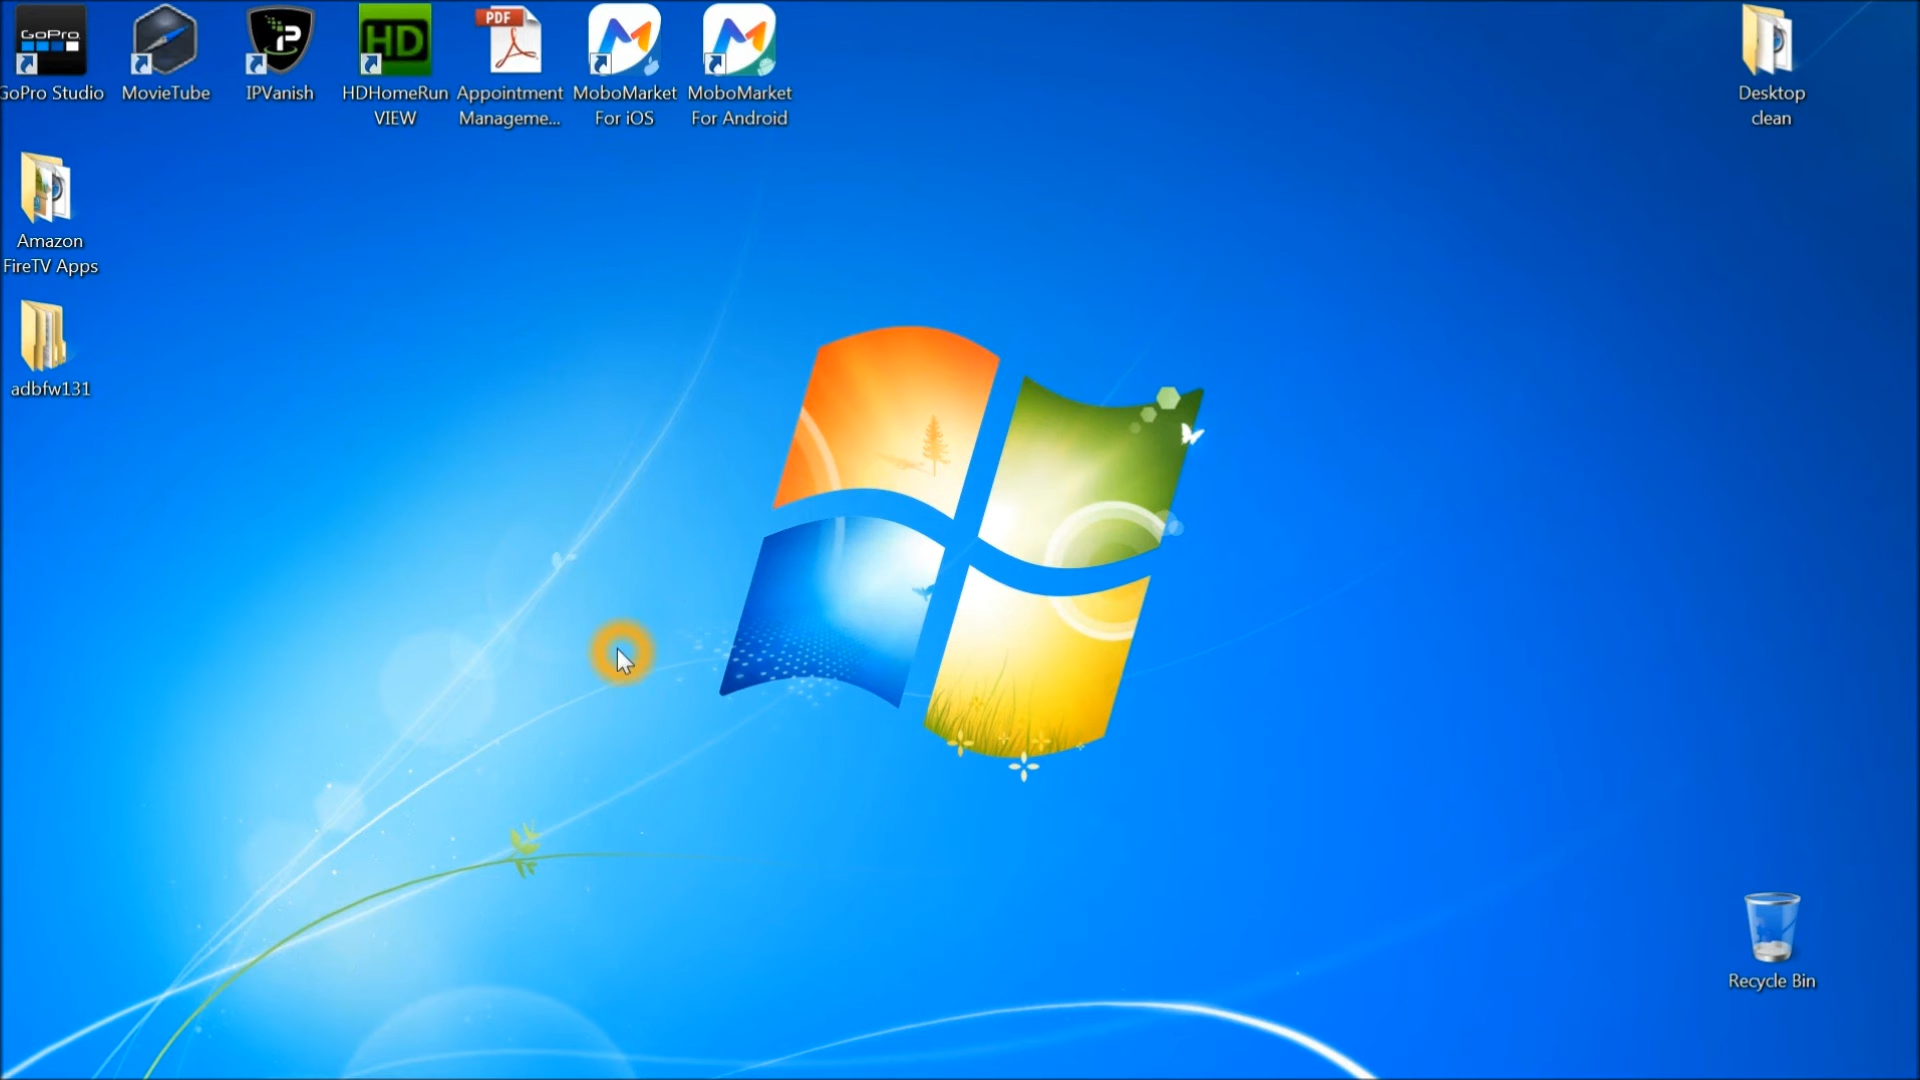 GoPro
GoPro Studio
MovieTube
IPVanish
HD
HDHomeRun
VIEW
PDF
Appointment
Manageme...
MoboMarket
For iOS
MoboMarket
For Android
Desktop
clean
Amazon
FireTV Apps
adbfw131
Recycle Bin